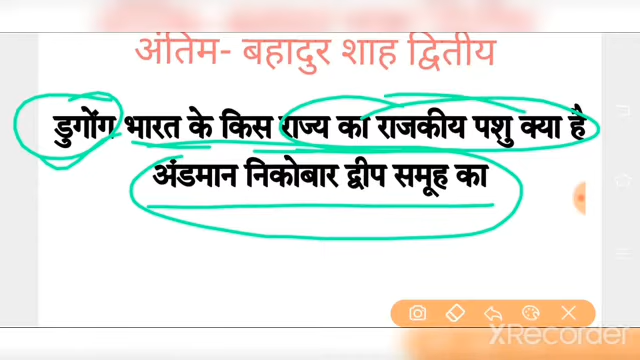 अंतिम- बहादुर शाह द्वितीय
डुगोंग भारत के किस राज्य का राजकीय पशु क्या है
अंडमान निकोबार द्वीप समूह का
XRecorder